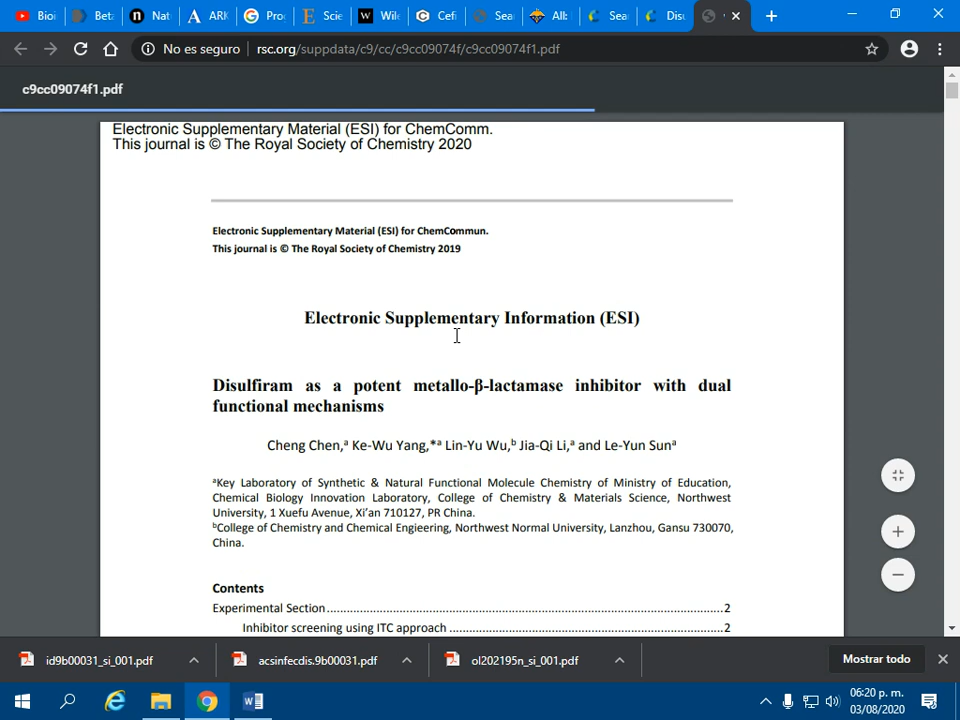 Bioi
Beta
Nat
ARK
Pro
Scie
Wile
Cefi
Sea
All
Sea
Disu
No es seguro
rsc.org/suppdata/c9/cc/c9cc09074f/c9cc09074f1.pdf
c9cc09074f1.pdf
Electronic Supplementary Material (ESI) for ChemComm.
This journal is © The Royal Society of Chemistry 2020
Electronic Supplementary Material (ESI) for ChemCommun.
This journal is © The Royal Society of Chemistry 2019
Electronic Supplementary Information (ESI)
Disulfiram as a potent metallo-β-lactamase inhibitor with dual
functional mechanisms
Cheng Chen,ᵃ Ke-Wu Yang,*ᵃ Lin-Yu Wu,ᵇ Jia-Qi Li,ᵃ and Le-Yun Sunᵃ
ᵃKey Laboratory of Synthetic & Natural Functional Molecule Chemistry of Ministry of Education,
Chemical Biology Innovation Laboratory, College of Chemistry & Materials Science, Northwest
University, 1 Xuefu Avenue, Xi'an 710127, PR China.
ᵇCollege of Chemistry and Chemical Engieering, Northwest Normal University, Lanzhou, Gansu 730070,
China.
Contents
Experimental Section 2
Inhibitor screening using ITC approach 2
id9b00031_si_001.pdf
acsinfecdis.9b00031.pdf
ol202195n_si_001.pdf
Mostrar todo
06:20 p. m.
03/08/2020